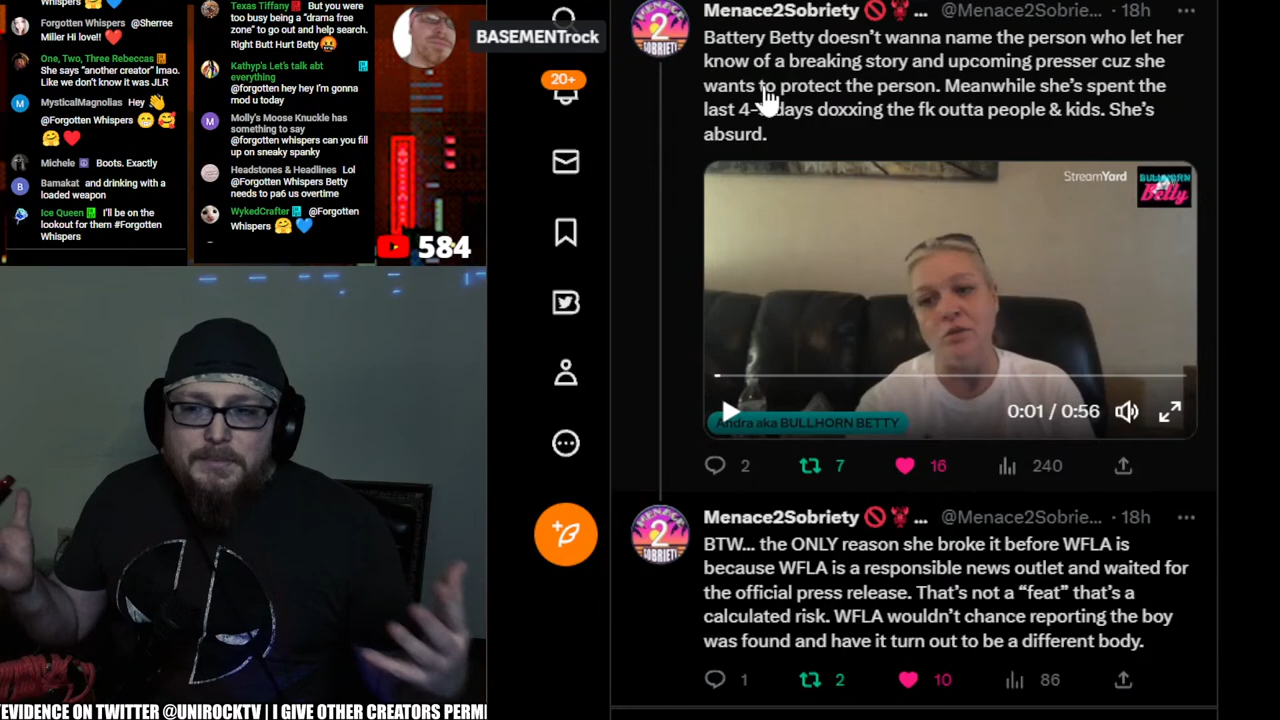 Whispers
Forgotten Whispers @Sherree
Miller Hi love!!
One, Two, Three Rebeccas
She says "another creator" lmao.
Like we don't know it was JLR
MysticalMagnolias Hey
@Forgotten Whispers
Michele Boots. Exactly
Bamakat and drinking with a
loaded weapon
Ice Queen I'll be on the
lookout for them #Forgotten
Whispers
Texas Tiffany But you were
too busy being a "drama free
zone" to go out and help search.
Right Butt Hurt Betty
Kathyp's Let's talk abt
everything
@forgotten hey hey I'm gonna
mod u today
Molly's Moose Knuckle has
something to say
@forgotten whispers can you fill
up on sneaky spanky
Headstones & Headlines Lol
@Forgotten Whispers Betty
needs to pa6 us overtime
WykedCrafter @Forgotten
Whispers
584
BASEMENTrock
20+
Menace2Sobriety ... @Menace2Sobrie... · 18h
Battery Betty doesn't wanna name the person who let her
know of a breaking story and upcoming presser cuz she
wants to protect the person. Meanwhile she's spent the
last days doxxing the fk outta people & kids. She's
absurd.
StreamYard
BULLHORN
Betty
0:01 / 0:56
Andra aka BULLHORN BETTY
2 7 16 240
Menace2Sobriety ... @Menace2Sobrie... · 18h
BTW... the ONLY reason she broke it before WFLA is
because WFLA is a responsible news outlet and waited for
the official press release. That's not a "feat" that's a
calculated risk. WFLA wouldn't chance reporting the boy
was found and have it turn out to be a different body.
1 2 10 86
EVIDENCE ON TWITTER @UNIROCKTV | I GIVE OTHER CREATORS